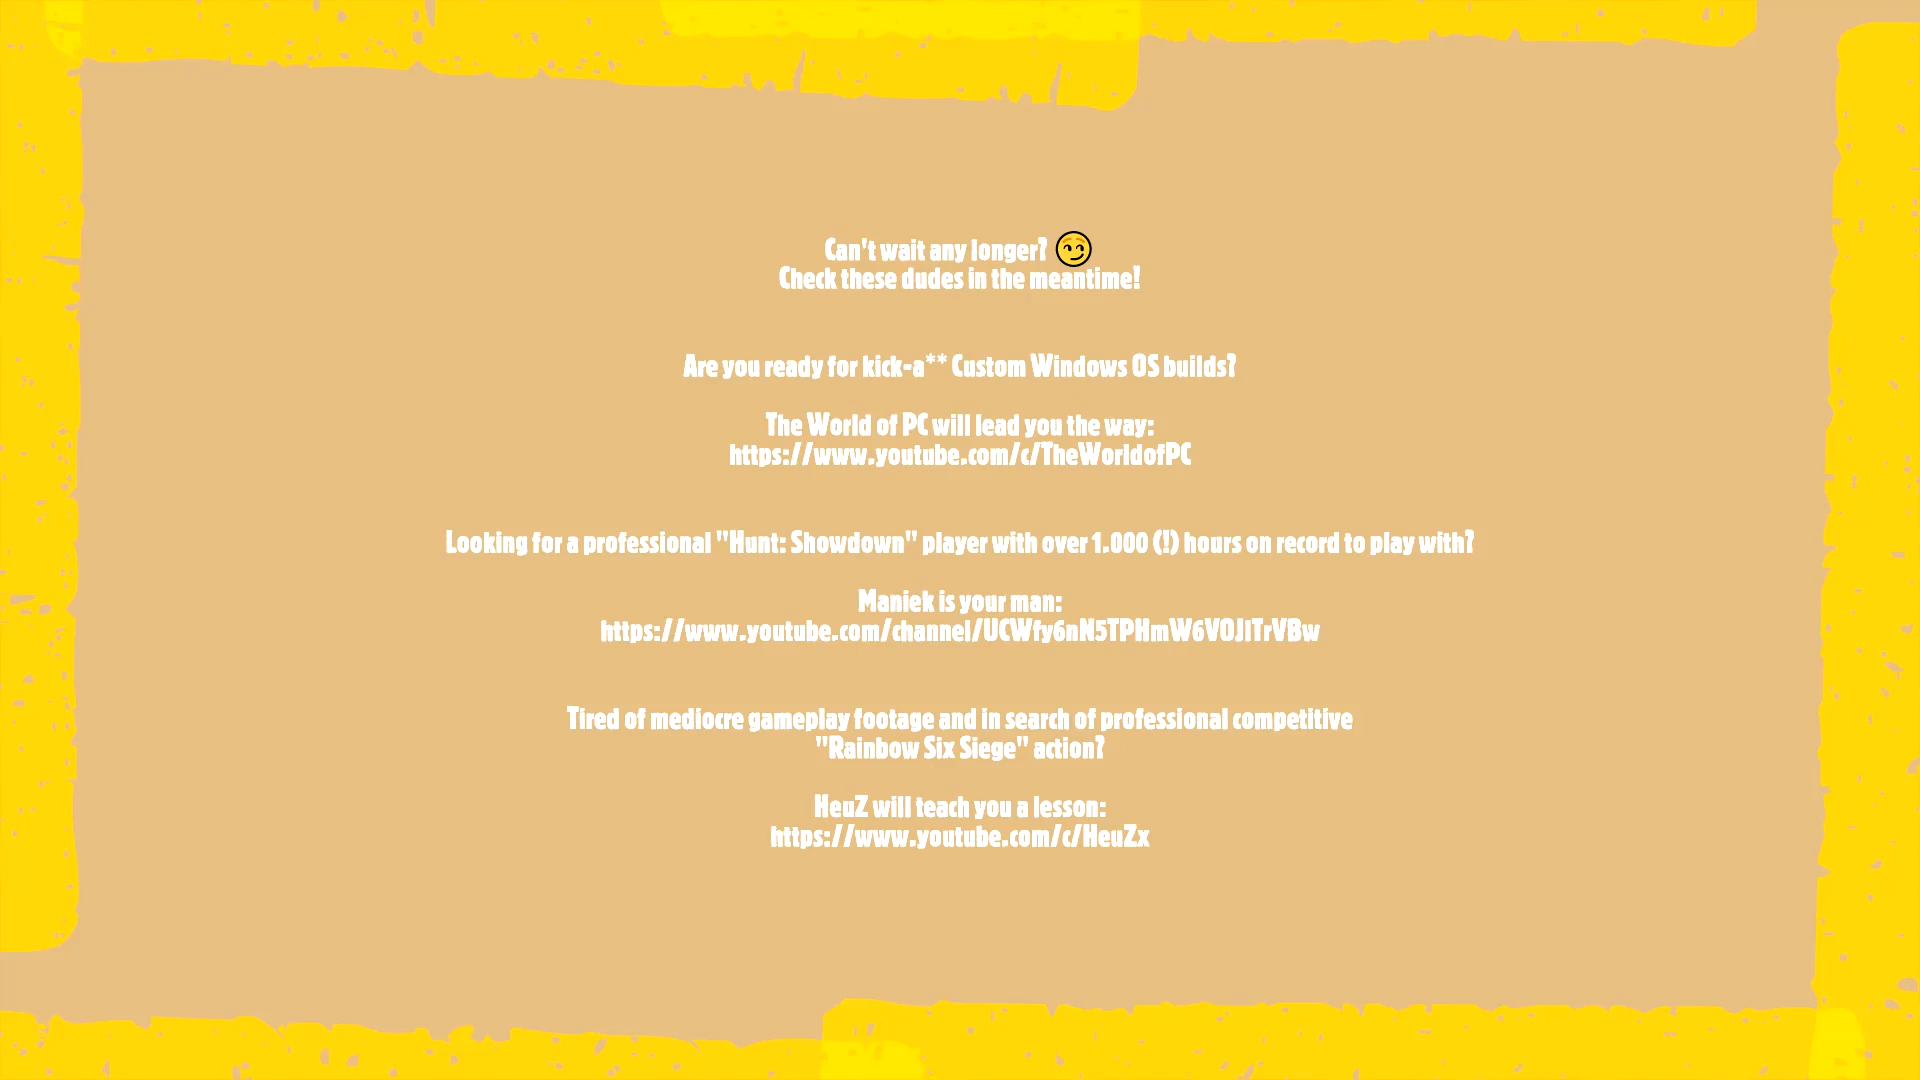 Can't wait any longer? 😏
Check these dudes in the meantime!
Are you ready for kick-a** Custom Windows OS builds?
The World of PC will lead you the way:
https://www.youtube.com/c/TheWorldofPC
Looking for a professional "Hunt: Showdown" player with over 1.000 (!) hours on record to play with?
Maniek is your man:
https://www.youtube.com/channel/UCWfy6nN5TPHmW6VOJlTrVBw
Tired of mediocre gameplay footage and in search of professional competitive
"Rainbow Six Siege" action?
HeuZ will teach you a lesson:
https://www.youtube.com/c/HeuZx